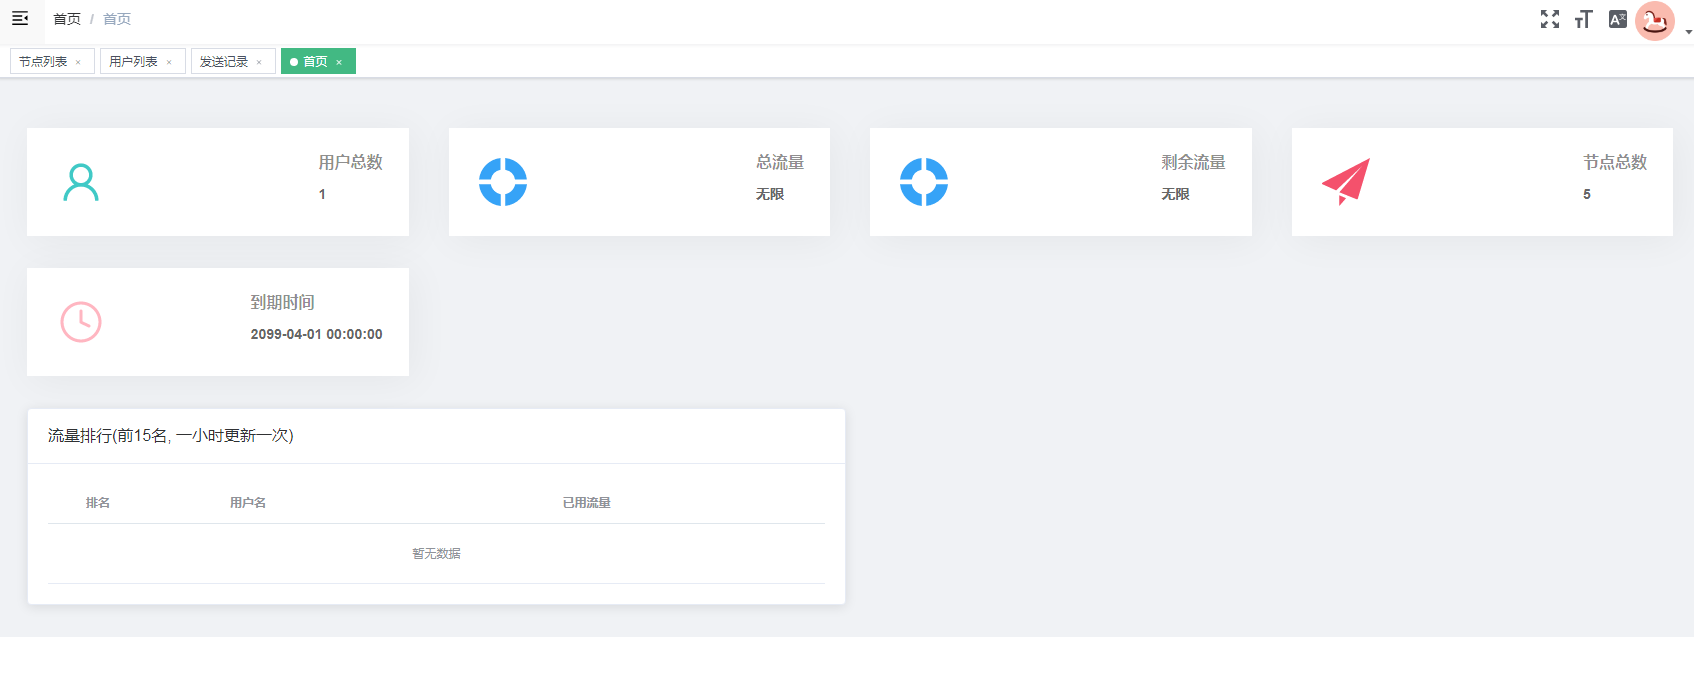 首页 / 首页
节点列表 × 用户列表 × 发送记录 × 首页 ×
用户总数
1
总流量
无限
剩余流量
无限
节点总数
5
到期时间
2099-04-01 00:00:00
流量排行(前15名, 一小时更新一次)
排名 用户名 已用流量
暂无数据